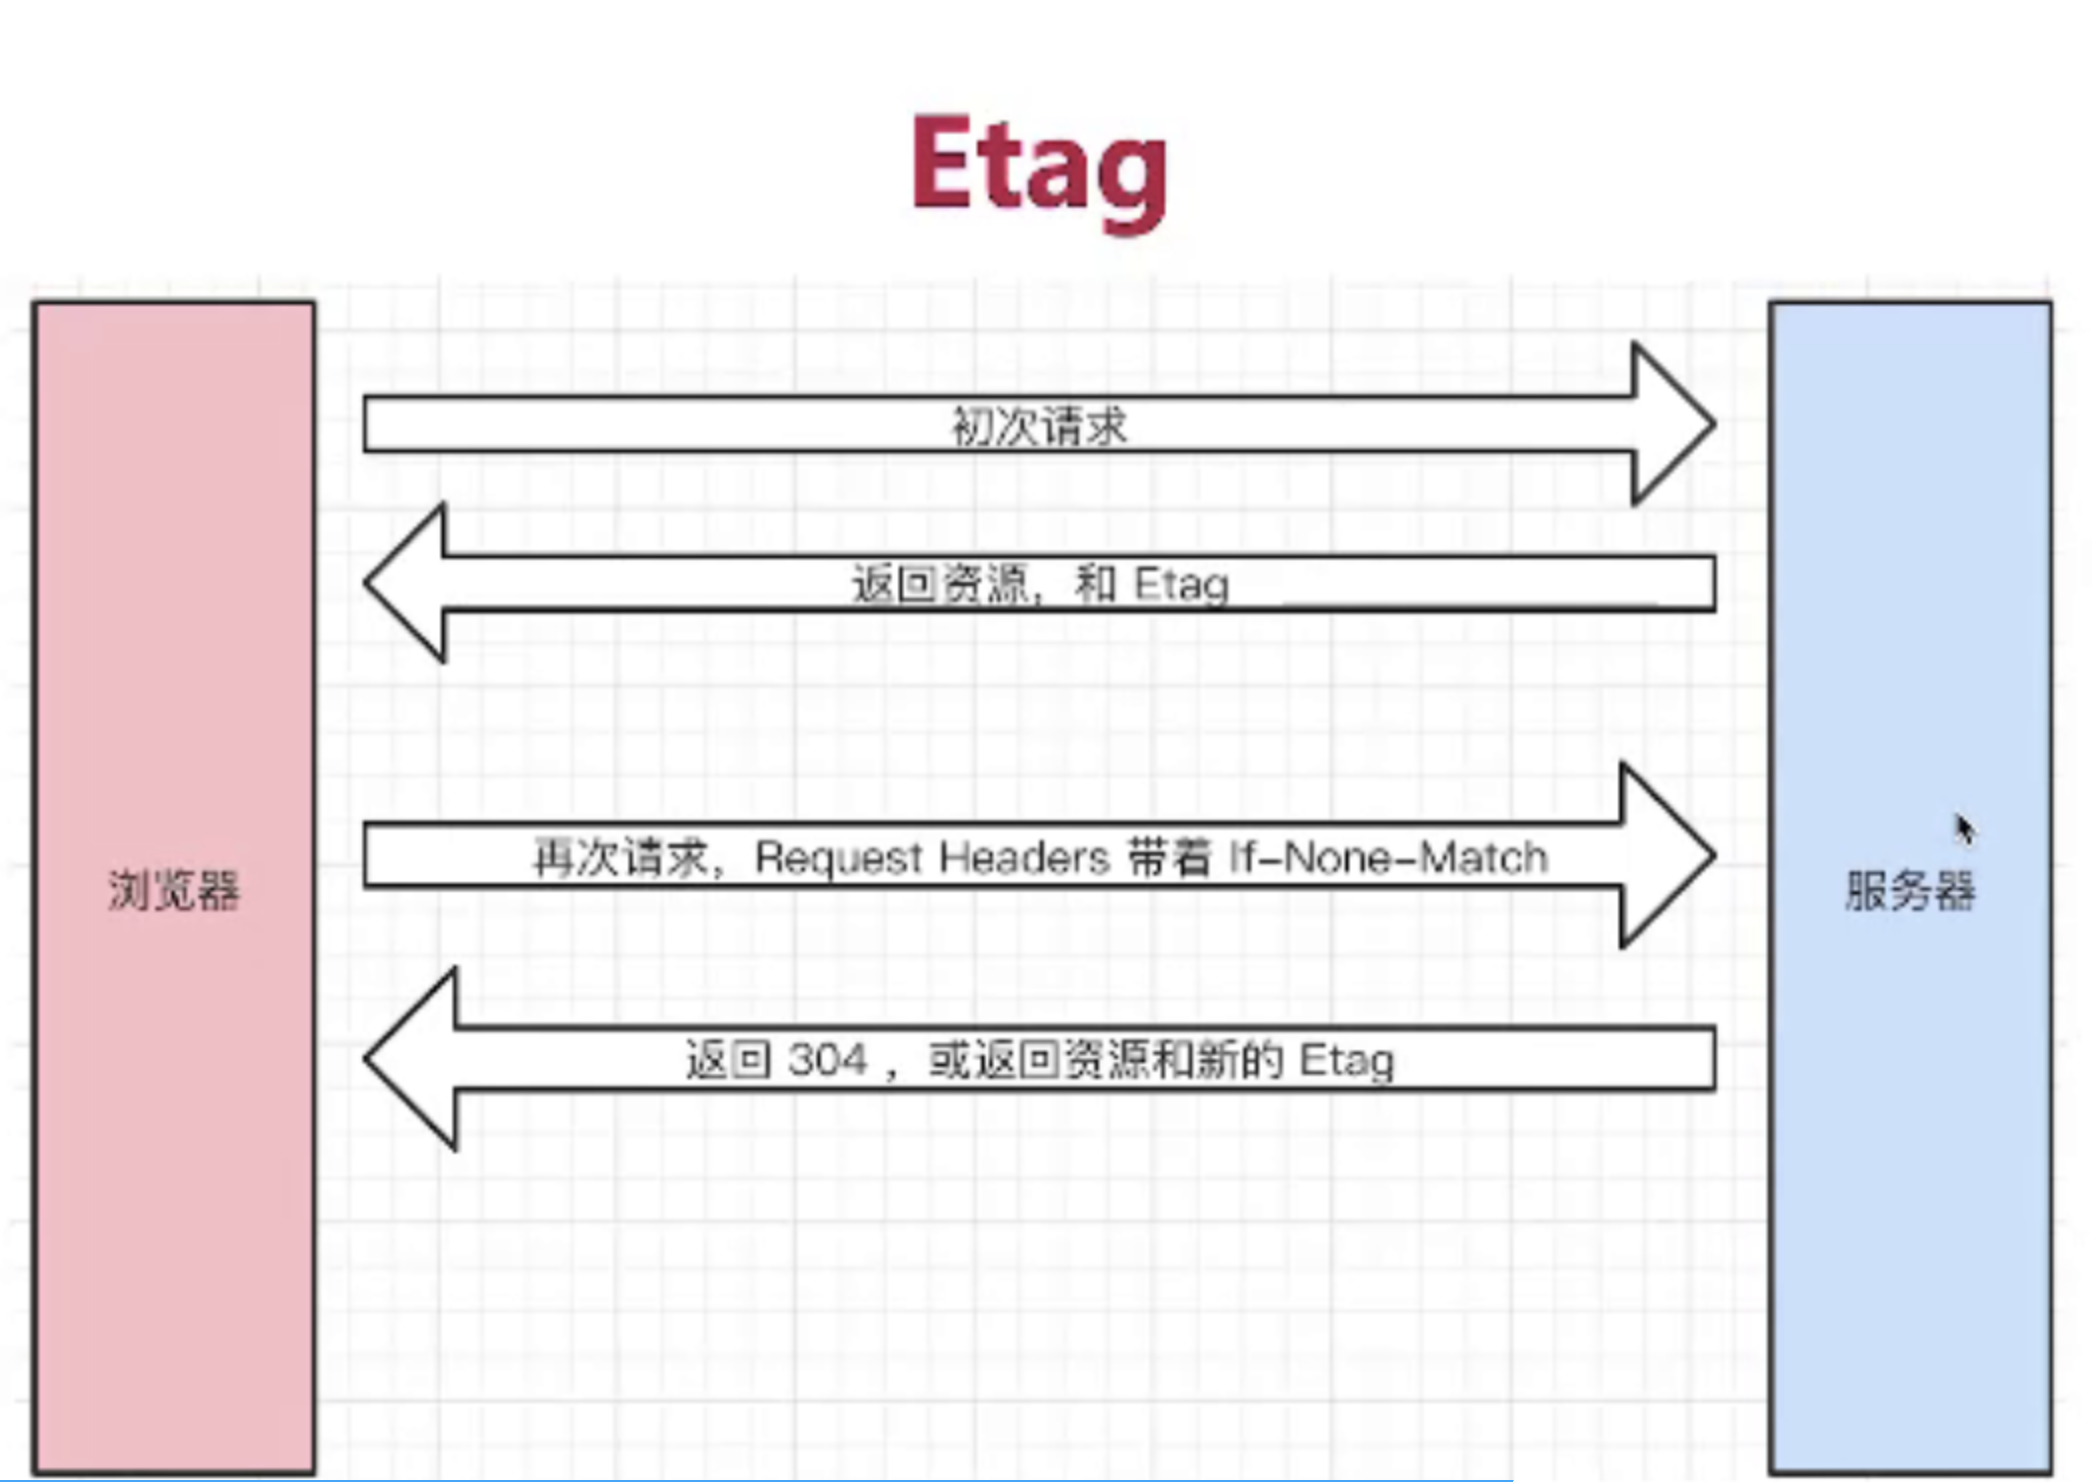 Etag
初次请求
返回资源，和 Etag
再次请求，Request Headers 带着 If-None-Match
浏览器
服务器
返回 304 ，或返回资源和新的 Etag